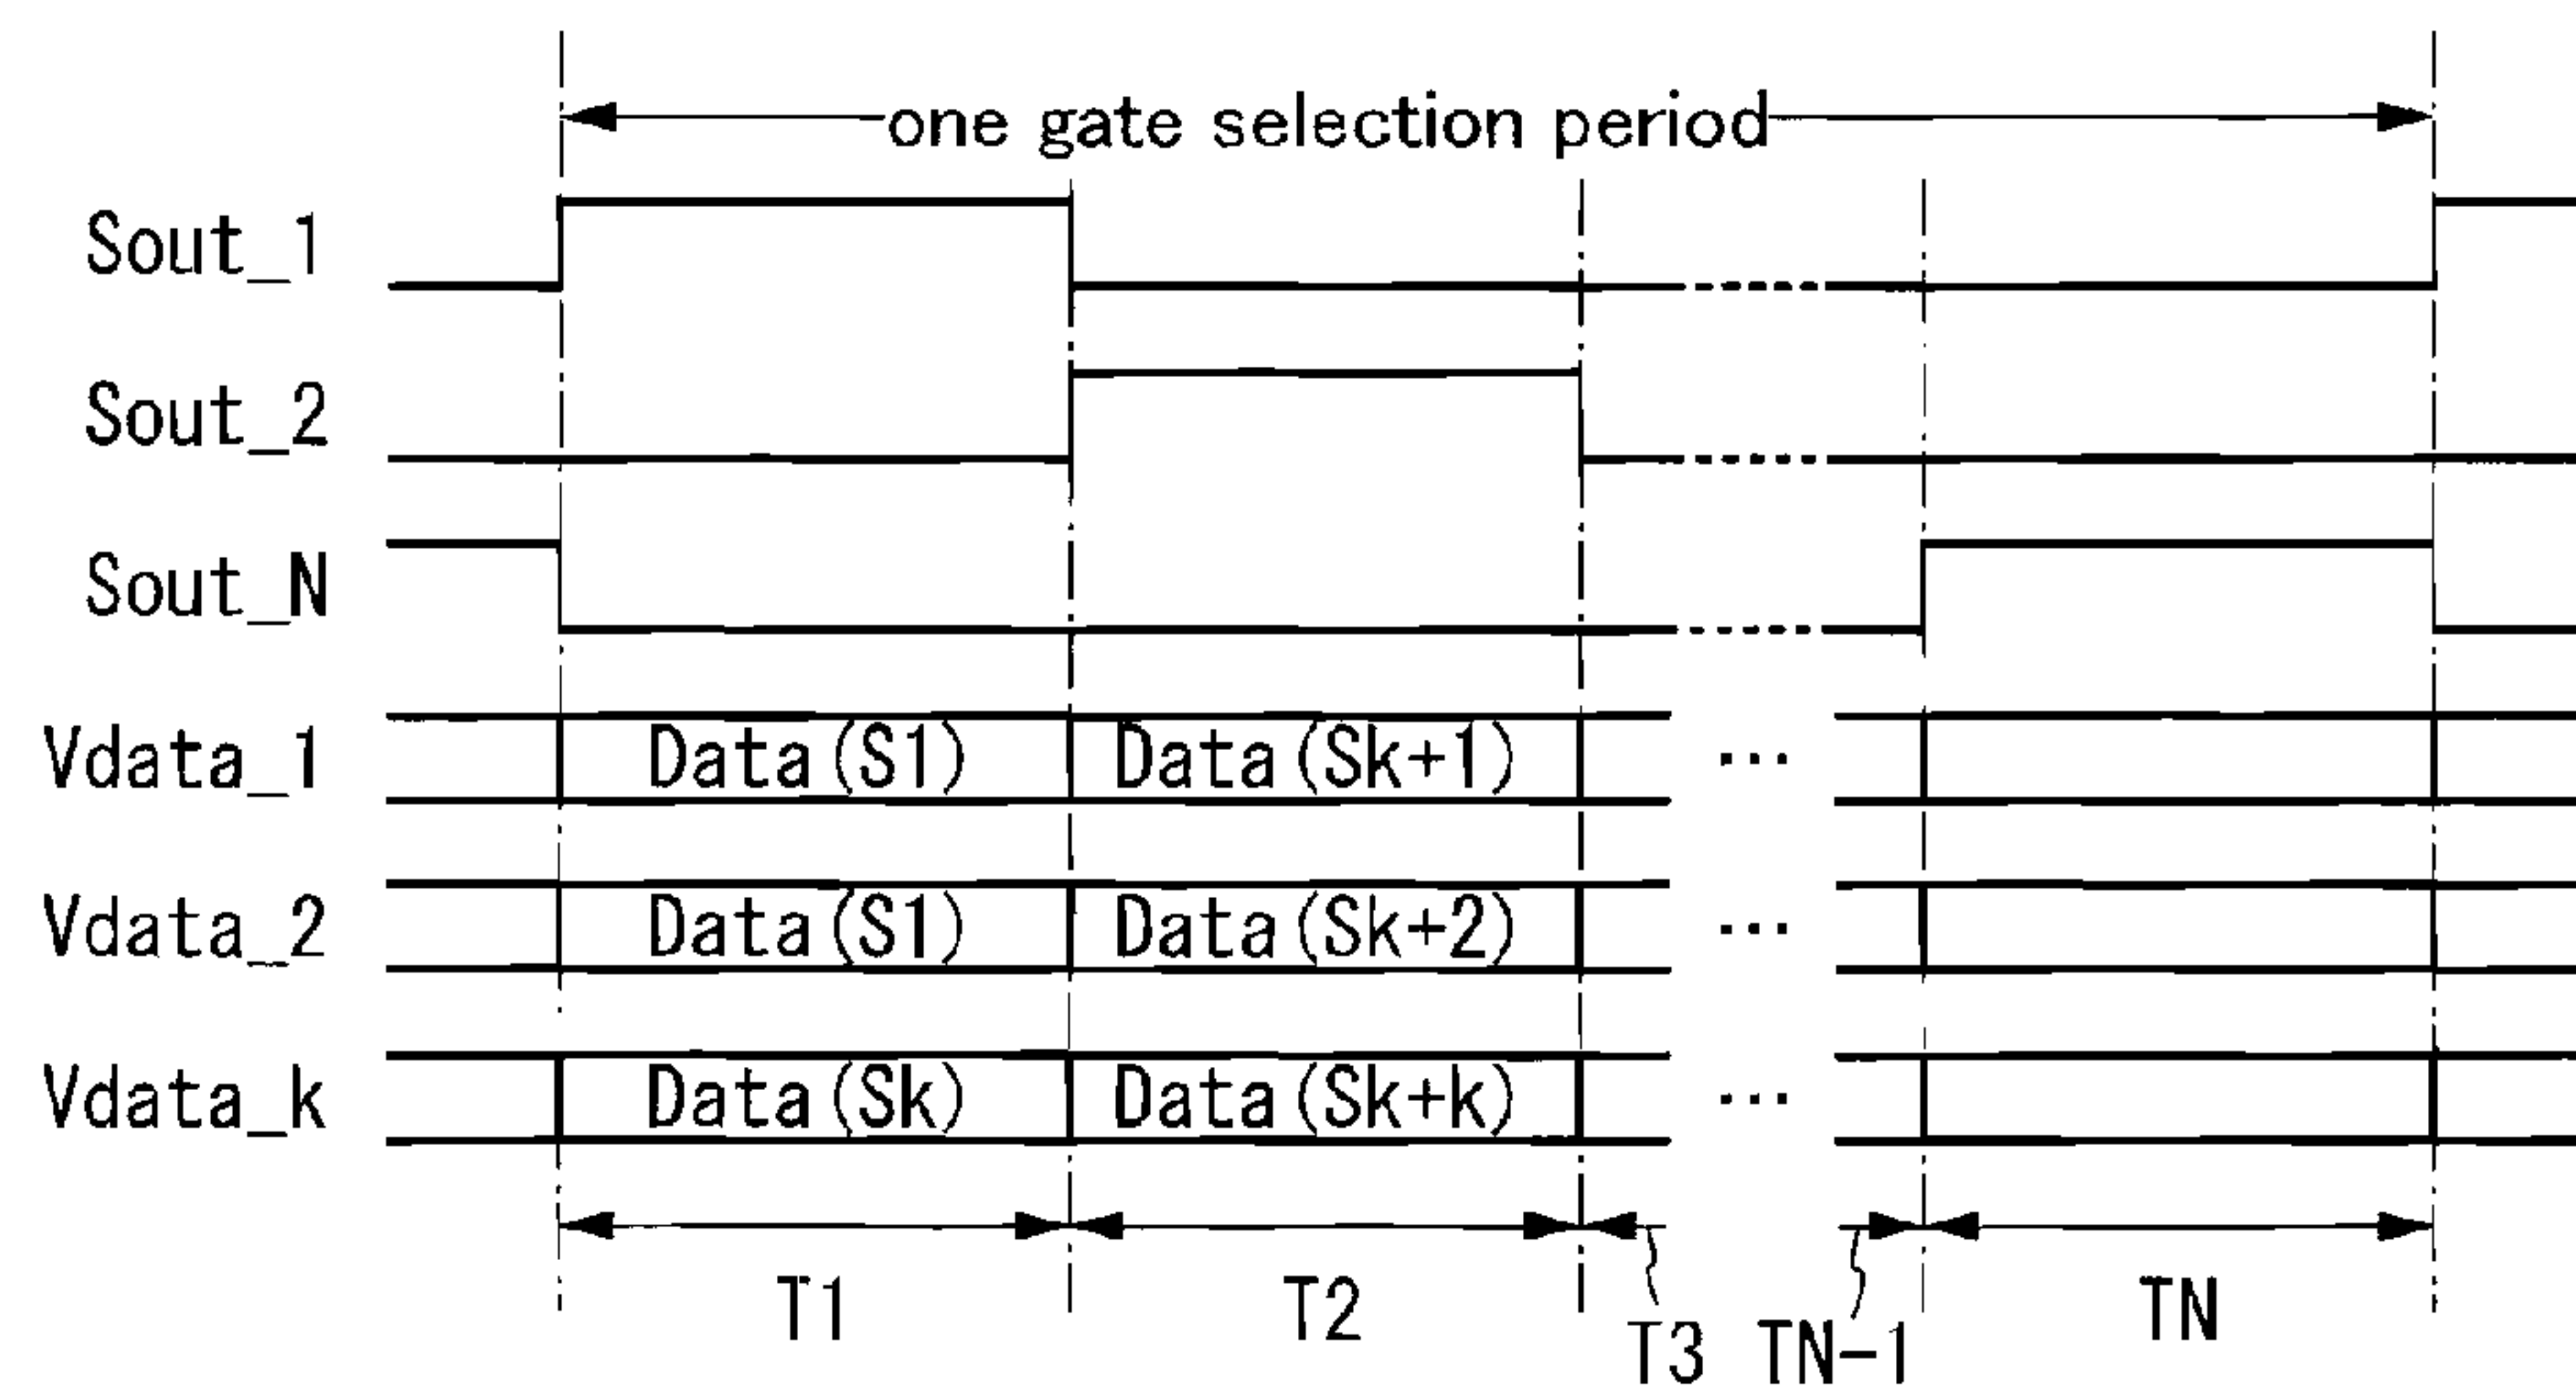 one gate selection period
Sout_1
Sout_2
Sout_N
Vdata_1 Data(S1) Data(Sk+1) ...
Vdata_2 Data(S1) Data(Sk+2) ...
Vdata_k Data(Sk) Data(Sk+k) ...
T1 T2 T3 TN-1 TN